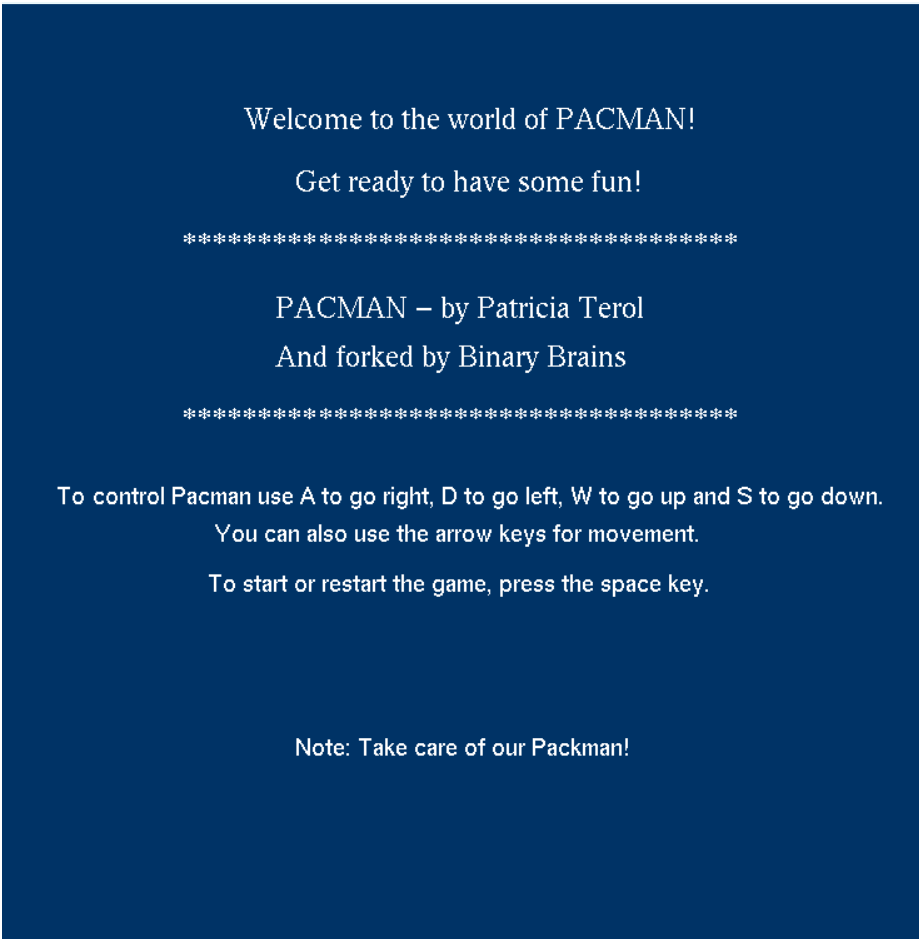 Welcome to the world of PACMAN!
Get ready to have some fun!
*************************************
PACMAN – by Patricia Terol
And forked by Binary Brains
*************************************
To control Pacman use A to go right, D to go left, W to go up and S to go down.
You can also use the arrow keys for movement.
To start or restart the game, press the space key.
Note: Take care of our Packman!